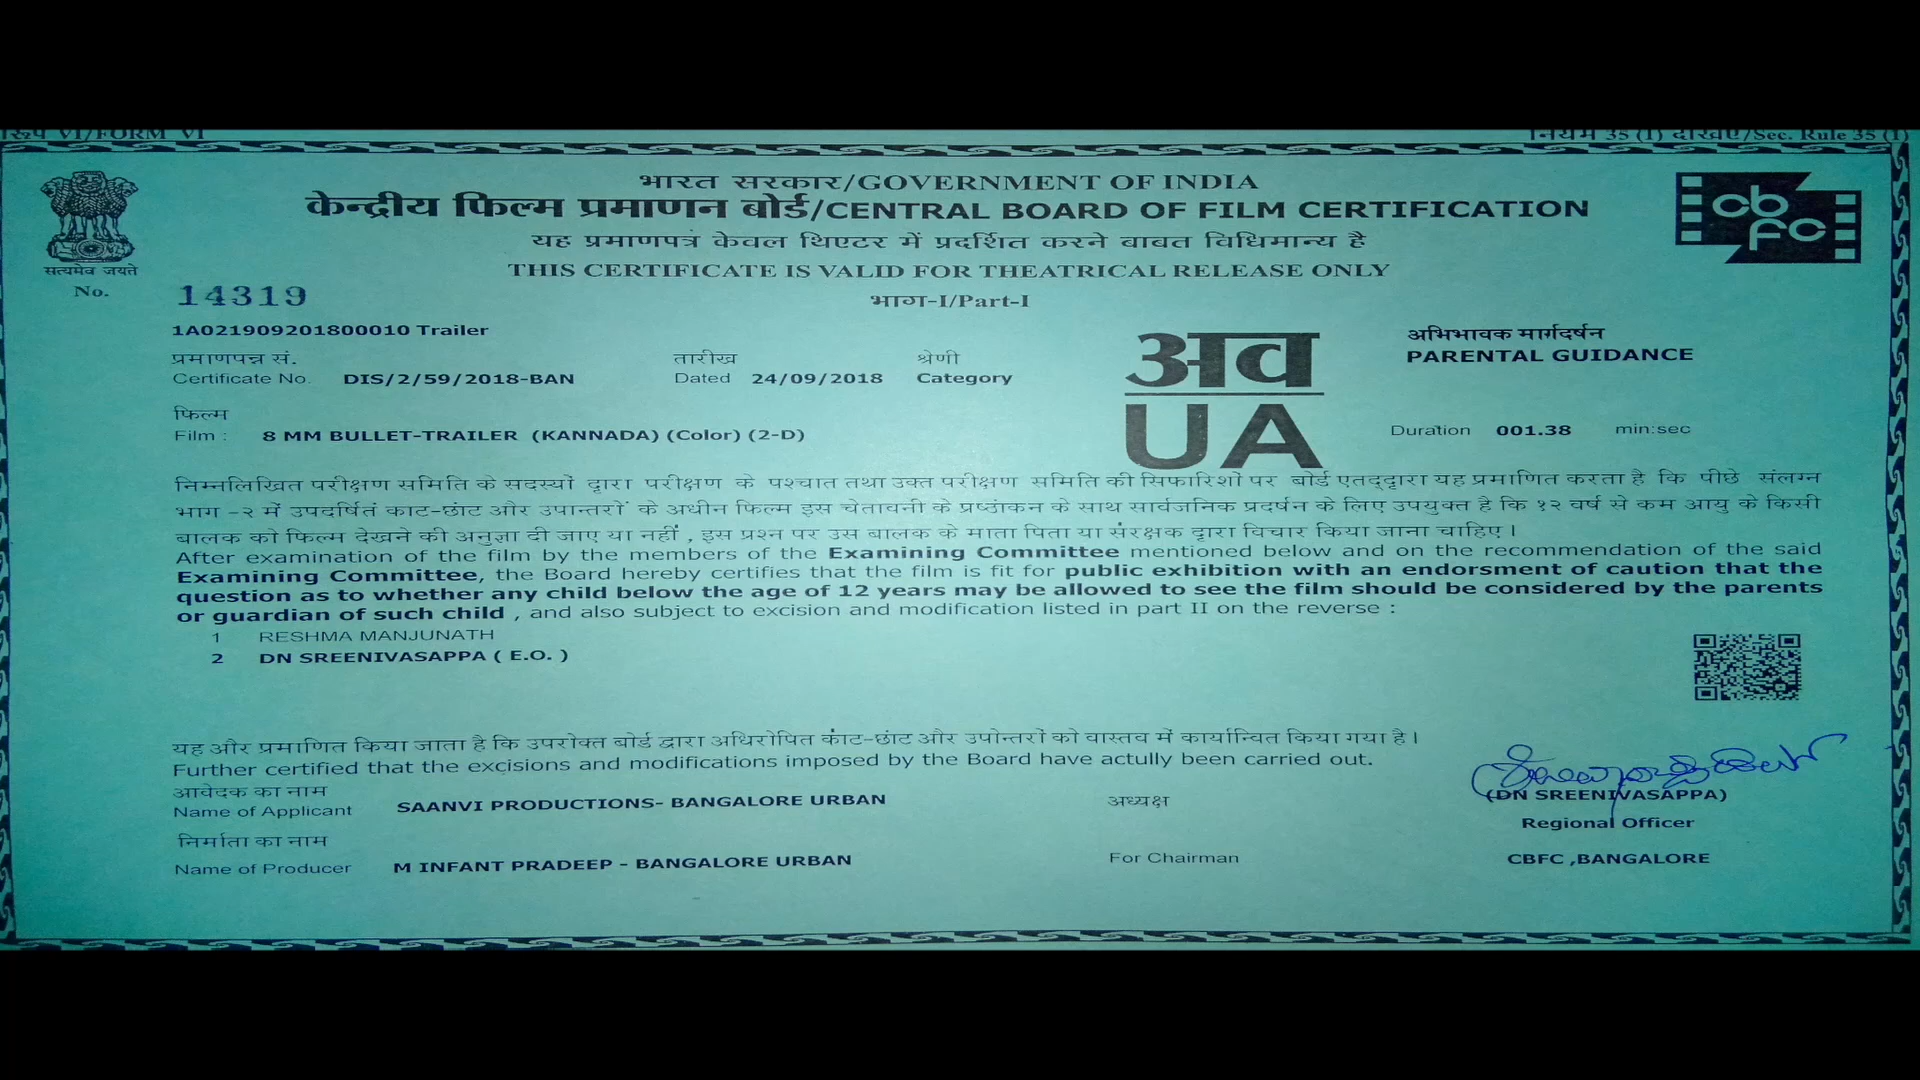 रूप VI/FORM VI
नियम 35 (1) देखिए/Sec. Rule 35 (1)
भारत सरकार/GOVERNMENT OF INDIA
केन्द्रीय फिल्म प्रमाणन बोर्ड/CENTRAL BOARD OF FILM CERTIFICATION
cbfc
यह प्रमाणपत्र केवल थिएटर में प्रदर्शित करने बाबत विधिमान्य है
THIS CERTIFICATE IS VALID FOR THEATRICAL RELEASE ONLY
सत्यमेव जयते
No. 14319
भाग-I/Part-I
1A021909201800010 Trailer
अव
UA
अभिभावक मार्गदर्षन
PARENTAL GUIDANCE
प्रमाणपत्र सं. तारीख श्रेणी
Certificate No. DIS/2/59/2018-BAN Dated 24/09/2018 Category
फिल्म
Film : 8 MM BULLET-TRAILER (KANNADA) (Color) (2-D)
Duration 001.38 min:sec
निम्नलिखित परीक्षण समिति के सदस्यों द्वारा परीक्षण के पश्चात तथा उक्त परीक्षण समिति की सिफारिशों पर बोर्ड एतद्द्वारा यह प्रमाणित करता है कि पीछे संलग्न
भाग -२ में उपदर्षितं काट-छांट और उपान्तरों के अधीन फिल्म इस चेतावनी के प्रष्ठांकन के साथ सार्वजनिक प्रदर्षन के लिए उपयुक्त है कि १२ वर्ष से कम आयु के किसी
बालक को फिल्म देखने की अनुज्ञा दी जाए या नहीं , इस प्रश्न पर उस बालक के माता पिता या संरक्षक द्वारा विचार किया जाना चाहिए ।
After examination of the film by the members of the Examining Committee mentioned below and on the recommendation of the said
Examining Committee, the Board hereby certifies that the film is fit for public exhibition with an endorsment of caution that the
question as to whether any child below the age of 12 years may be allowed to see the film should be considered by the parents
or guardian of such child , and also subject to excision and modification listed in part II on the reverse :
1 RESHMA MANJUNATH
2 DN SREENIVASAPPA ( E.O. )
यह और प्रमाणित किया जाता है कि उपरोक्त बोर्ड द्वारा अधिरोपित कांट-छांट और उपोन्तरों को वास्तव में कार्यान्वित किया गया है ।
Further certified that the excisions and modifications imposed by the Board have actully been carried out.
आवेदक का नाम
Name of Applicant SAANVI PRODUCTIONS- BANGALORE URBAN
अध्यक्ष
(DN SREENIVASAPPA)
Regional Officer
निर्माता का नाम
Name of Producer M INFANT PRADEEP - BANGALORE URBAN
For Chairman
CBFC ,BANGALORE